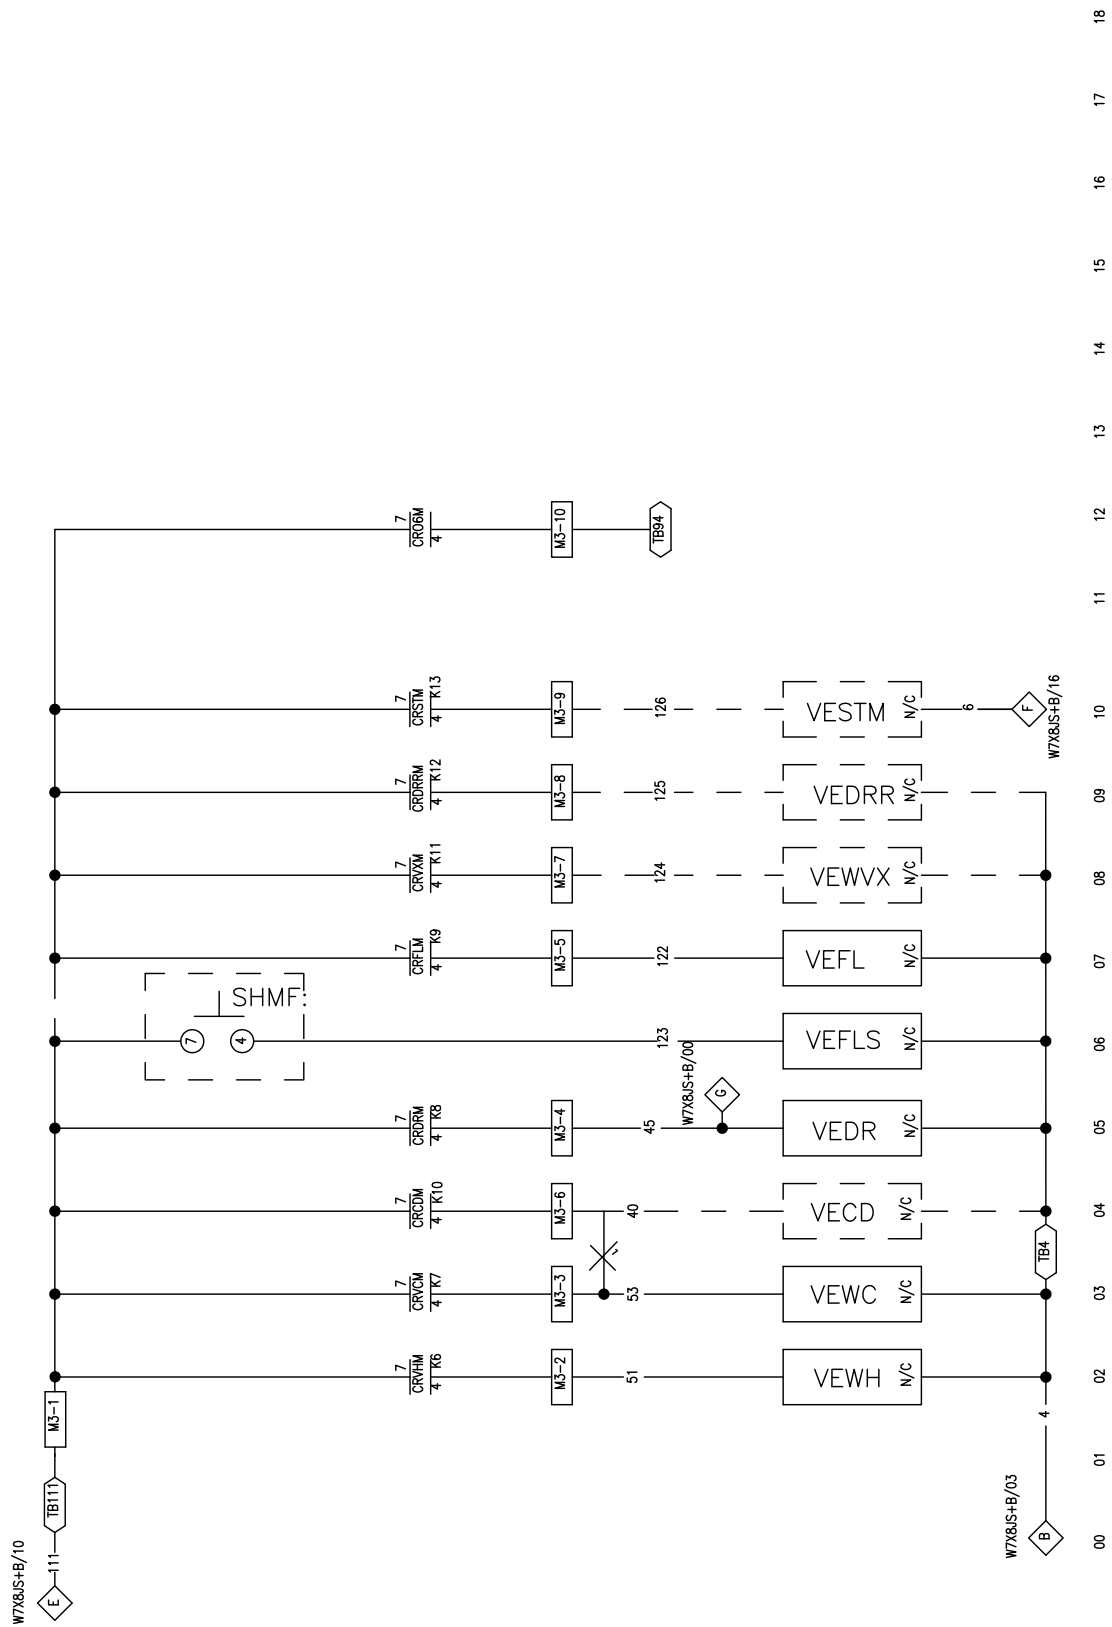 W7X8JS+B/10
E
111
TB111
M3-1
7
CRVHM
4
K6
M3-2
51
VEWH
N/C
7
CRVCM
4
K7
M3-3
53
VEWC
N/C
7
CRCDM
4
K10
M3-6
40
VECD
N/C
7
CRDRM
4
K8
M3-4
45
W7X8JS+B/00
G
VEDR
N/C
SHMF:
7
4
123
VEFLS
N/C
7
CRFLM
4
K9
M3-5
122
VEFL
N/C
7
CRVXM
4
K11
M3-7
124
VEWVX
N/C
7
CRDRRM
4
K12
M3-8
125
VEDRR
N/C
7
CRSTM
4
K13
M3-9
126
VESTM
N/C
6
F
W7X8JS+B/16
7
CR06M
4
M3-10
TB94
W7X8JS+B/03
B
4
TB4
00
01
02
03
04
05
06
07
08
09
10
11
12
13
14
15
16
17
18